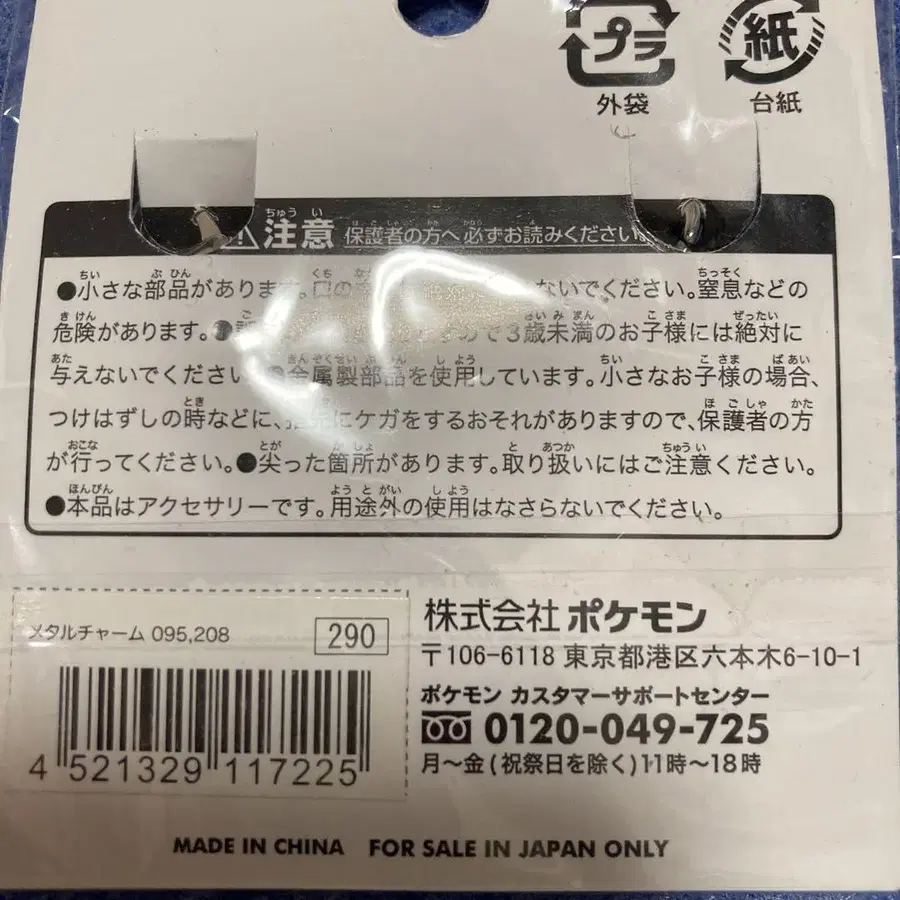 プラ 紙
外袋 台紙
注意 保護者の方へ必ずお読みください。
●小さな部品があります。口の ないでください。窒息などの
危険があります。● ので3歳未満のお子様には絶対に
与えないでください ●金属製部品を使用しています。小さなお子様の場合、
つけはずしの時などに、指先にケガをするおそれがありますので、保護者の方
が行ってください。●尖った箇所があります。取り扱いにはご注意ください。
●本品はアクセサリーです。用途外の使用はなさらないでください。
メタルチャーム 095,208 290
4 521329 117225
株式会社 ポケモン
〒106-6118 東京都港区六本木6-10-1
ポケモン カスタマーサポートセンター
0120-049-725
月～金(祝祭日を除く)11時～18時
MADE IN CHINA FOR SALE IN JAPAN ONLY